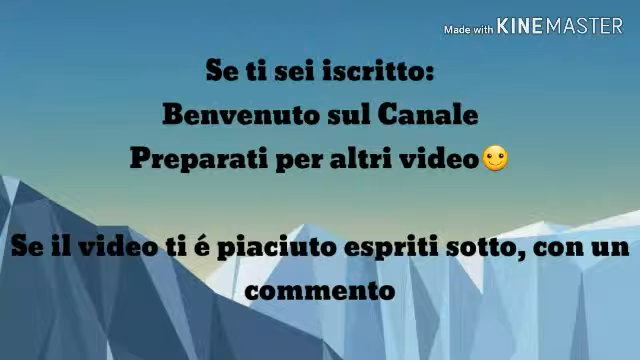 Made with KINEMASTER
Se ti sei iscritto:
Benvenuto sul Canale
Preparati per altri video🙂
Se il video ti é piaciuto espriti sotto, con un
commento